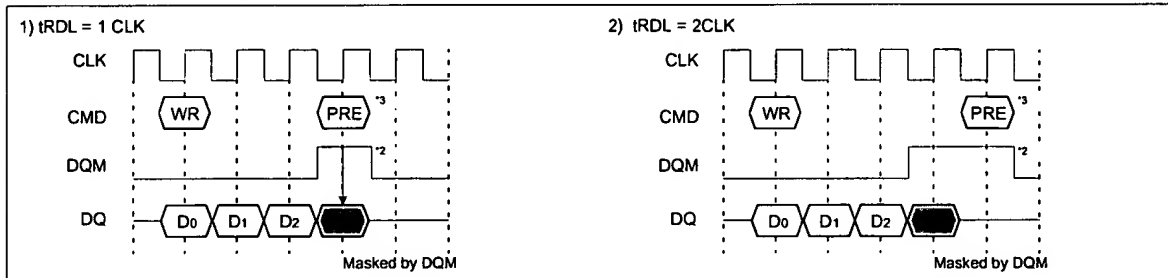 1) tRDL = 1 CLK
CLK
CMD
WR
PRE
*3
DQM
*2
DQ
D0
D1
D2
Masked by DQM
2) tRDL = 2CLK
CLK
CMD
WR
PRE
*3
DQM
*2
DQ
D0
D1
D2
Masked by DQM